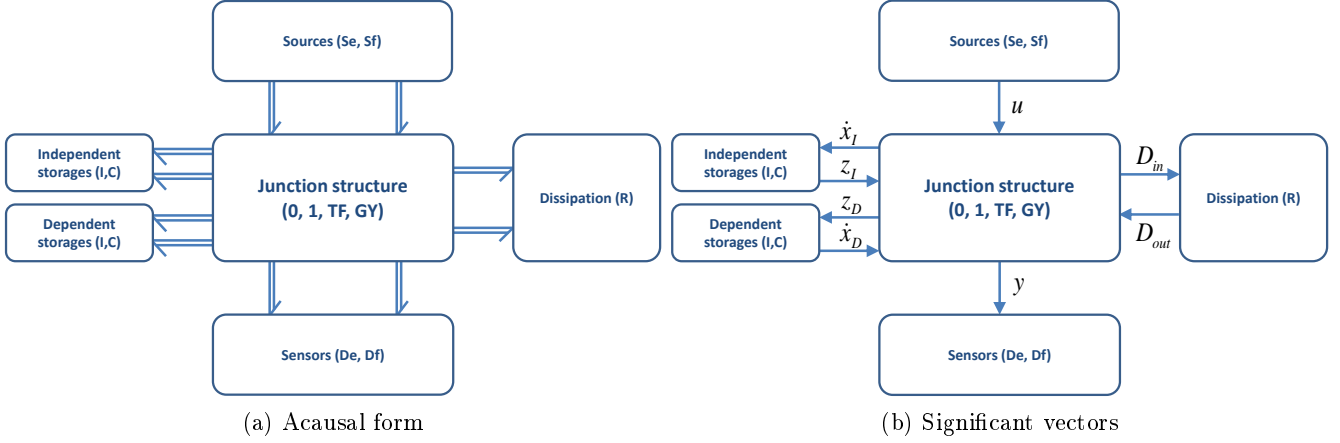 Sources (Se, Sf)
Independent
storages (I,C)
Dependent
storages (I,C)
Junction structure
(0, 1, TF, GY)
Dissipation (R)
Sensors (De, Df)
(a) Acausal form
Sources (Se, Sf)
u
Independent
storages (I,C)
Dependent
storages (I,C)
ẋ_I
z_I
z_D
ẋ_D
Junction structure
(0, 1, TF, GY)
D_in
D_out
Dissipation (R)
y
Sensors (De, Df)
(b) Significant vectors